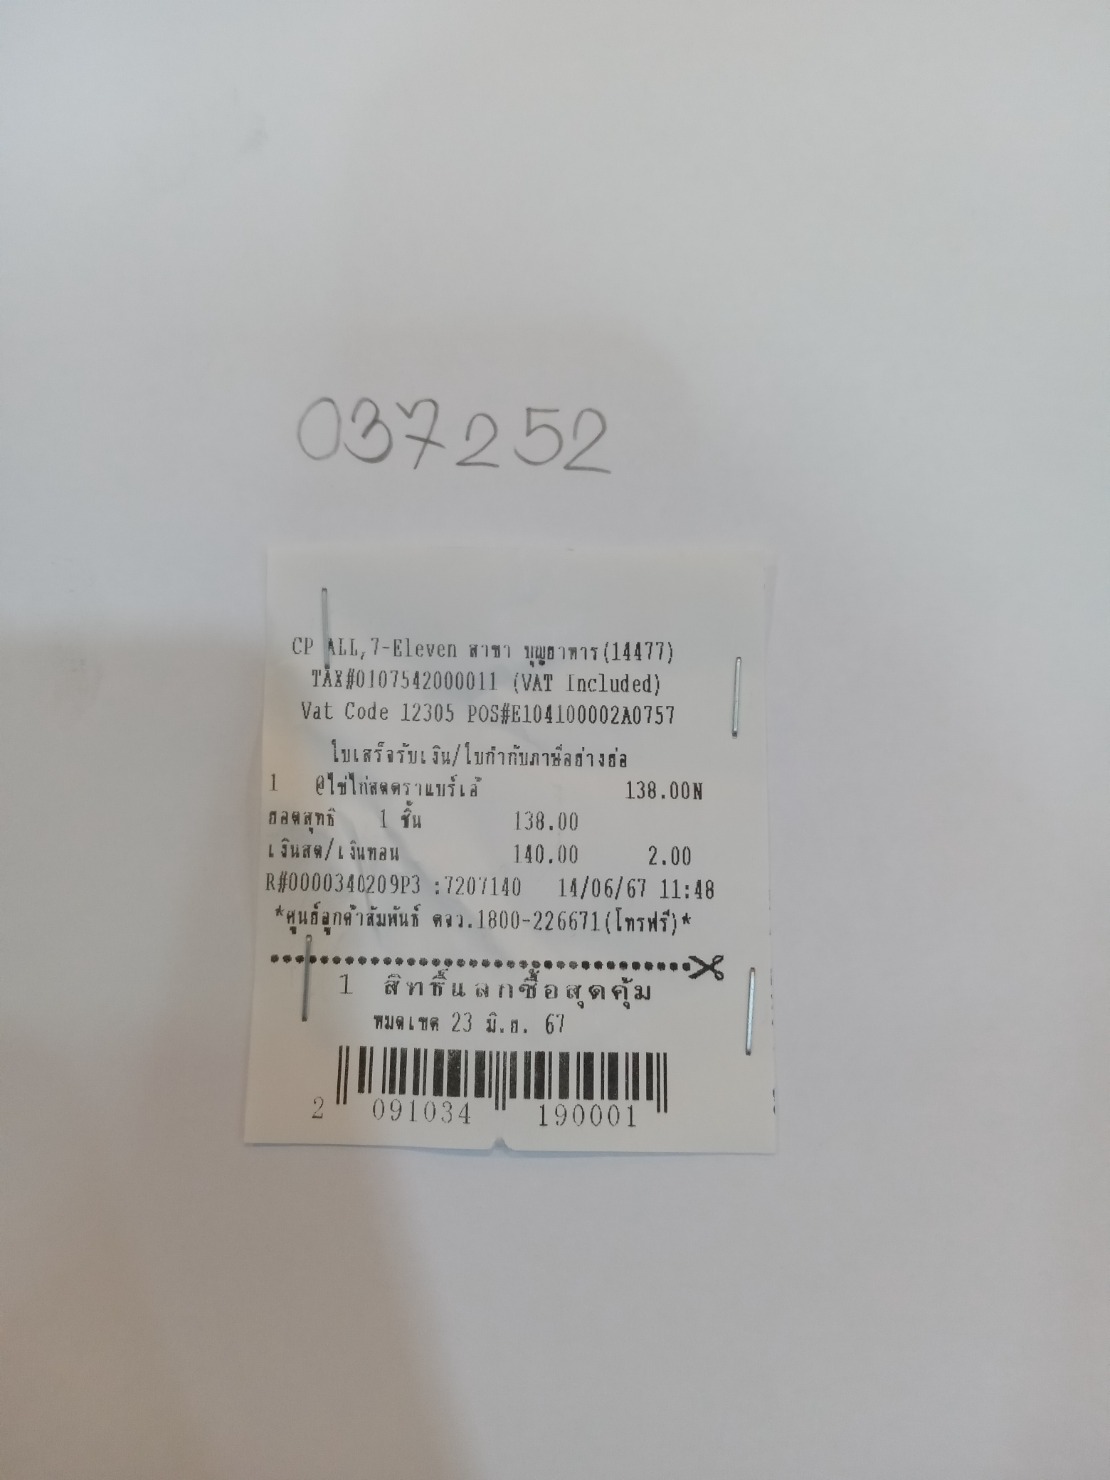 037252
CP ALL,7-Eleven สาขา บุญธาหาร(14477)
TAX#0107542000011 (VAT Included)
Vat Code 12305 POS#E104100002A0757
ใบเสร็จรับเงิน/ใบกำกับภาษีอย่างย่อ
1 @ไข่ไก่สดตราแบร์เอ้ 138.00N
ยอดสุทธิ 1 ชิ้น 138.00
เงินสด/เงินทอน 140.00 2.00
R#0000340209P3 :7207140 14/06/67 11:48
*ศูนย์ลูกค้าสัมพันธ์ ตจว.1800-226671(โทรฟรี)*
1 สิทธิ์แลกซื้อสุดคุ้ม
หมดเขต 23 มิ.ย. 67
2 091034 190001